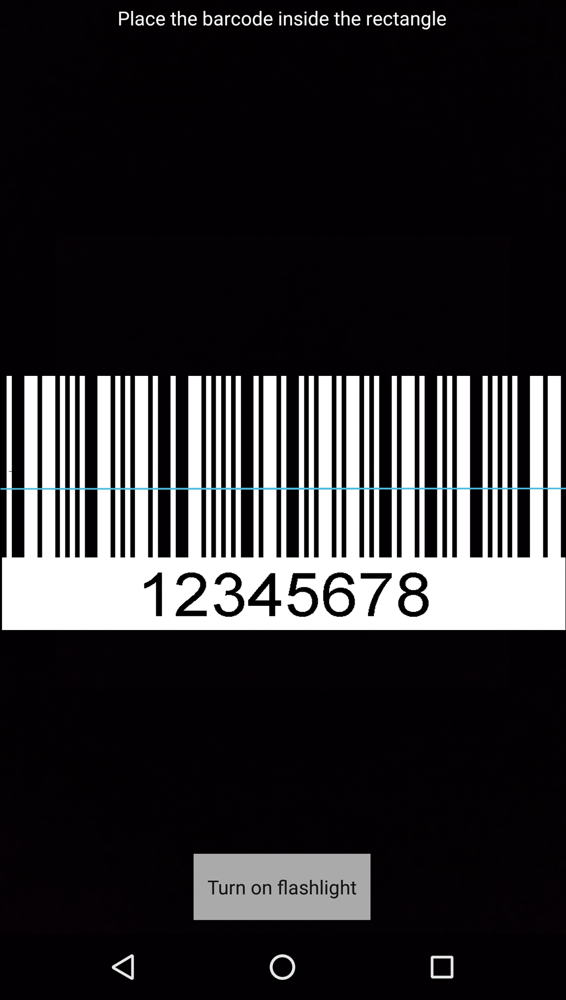 Place the barcode inside the rectangle
12345678
Turn on flashlight